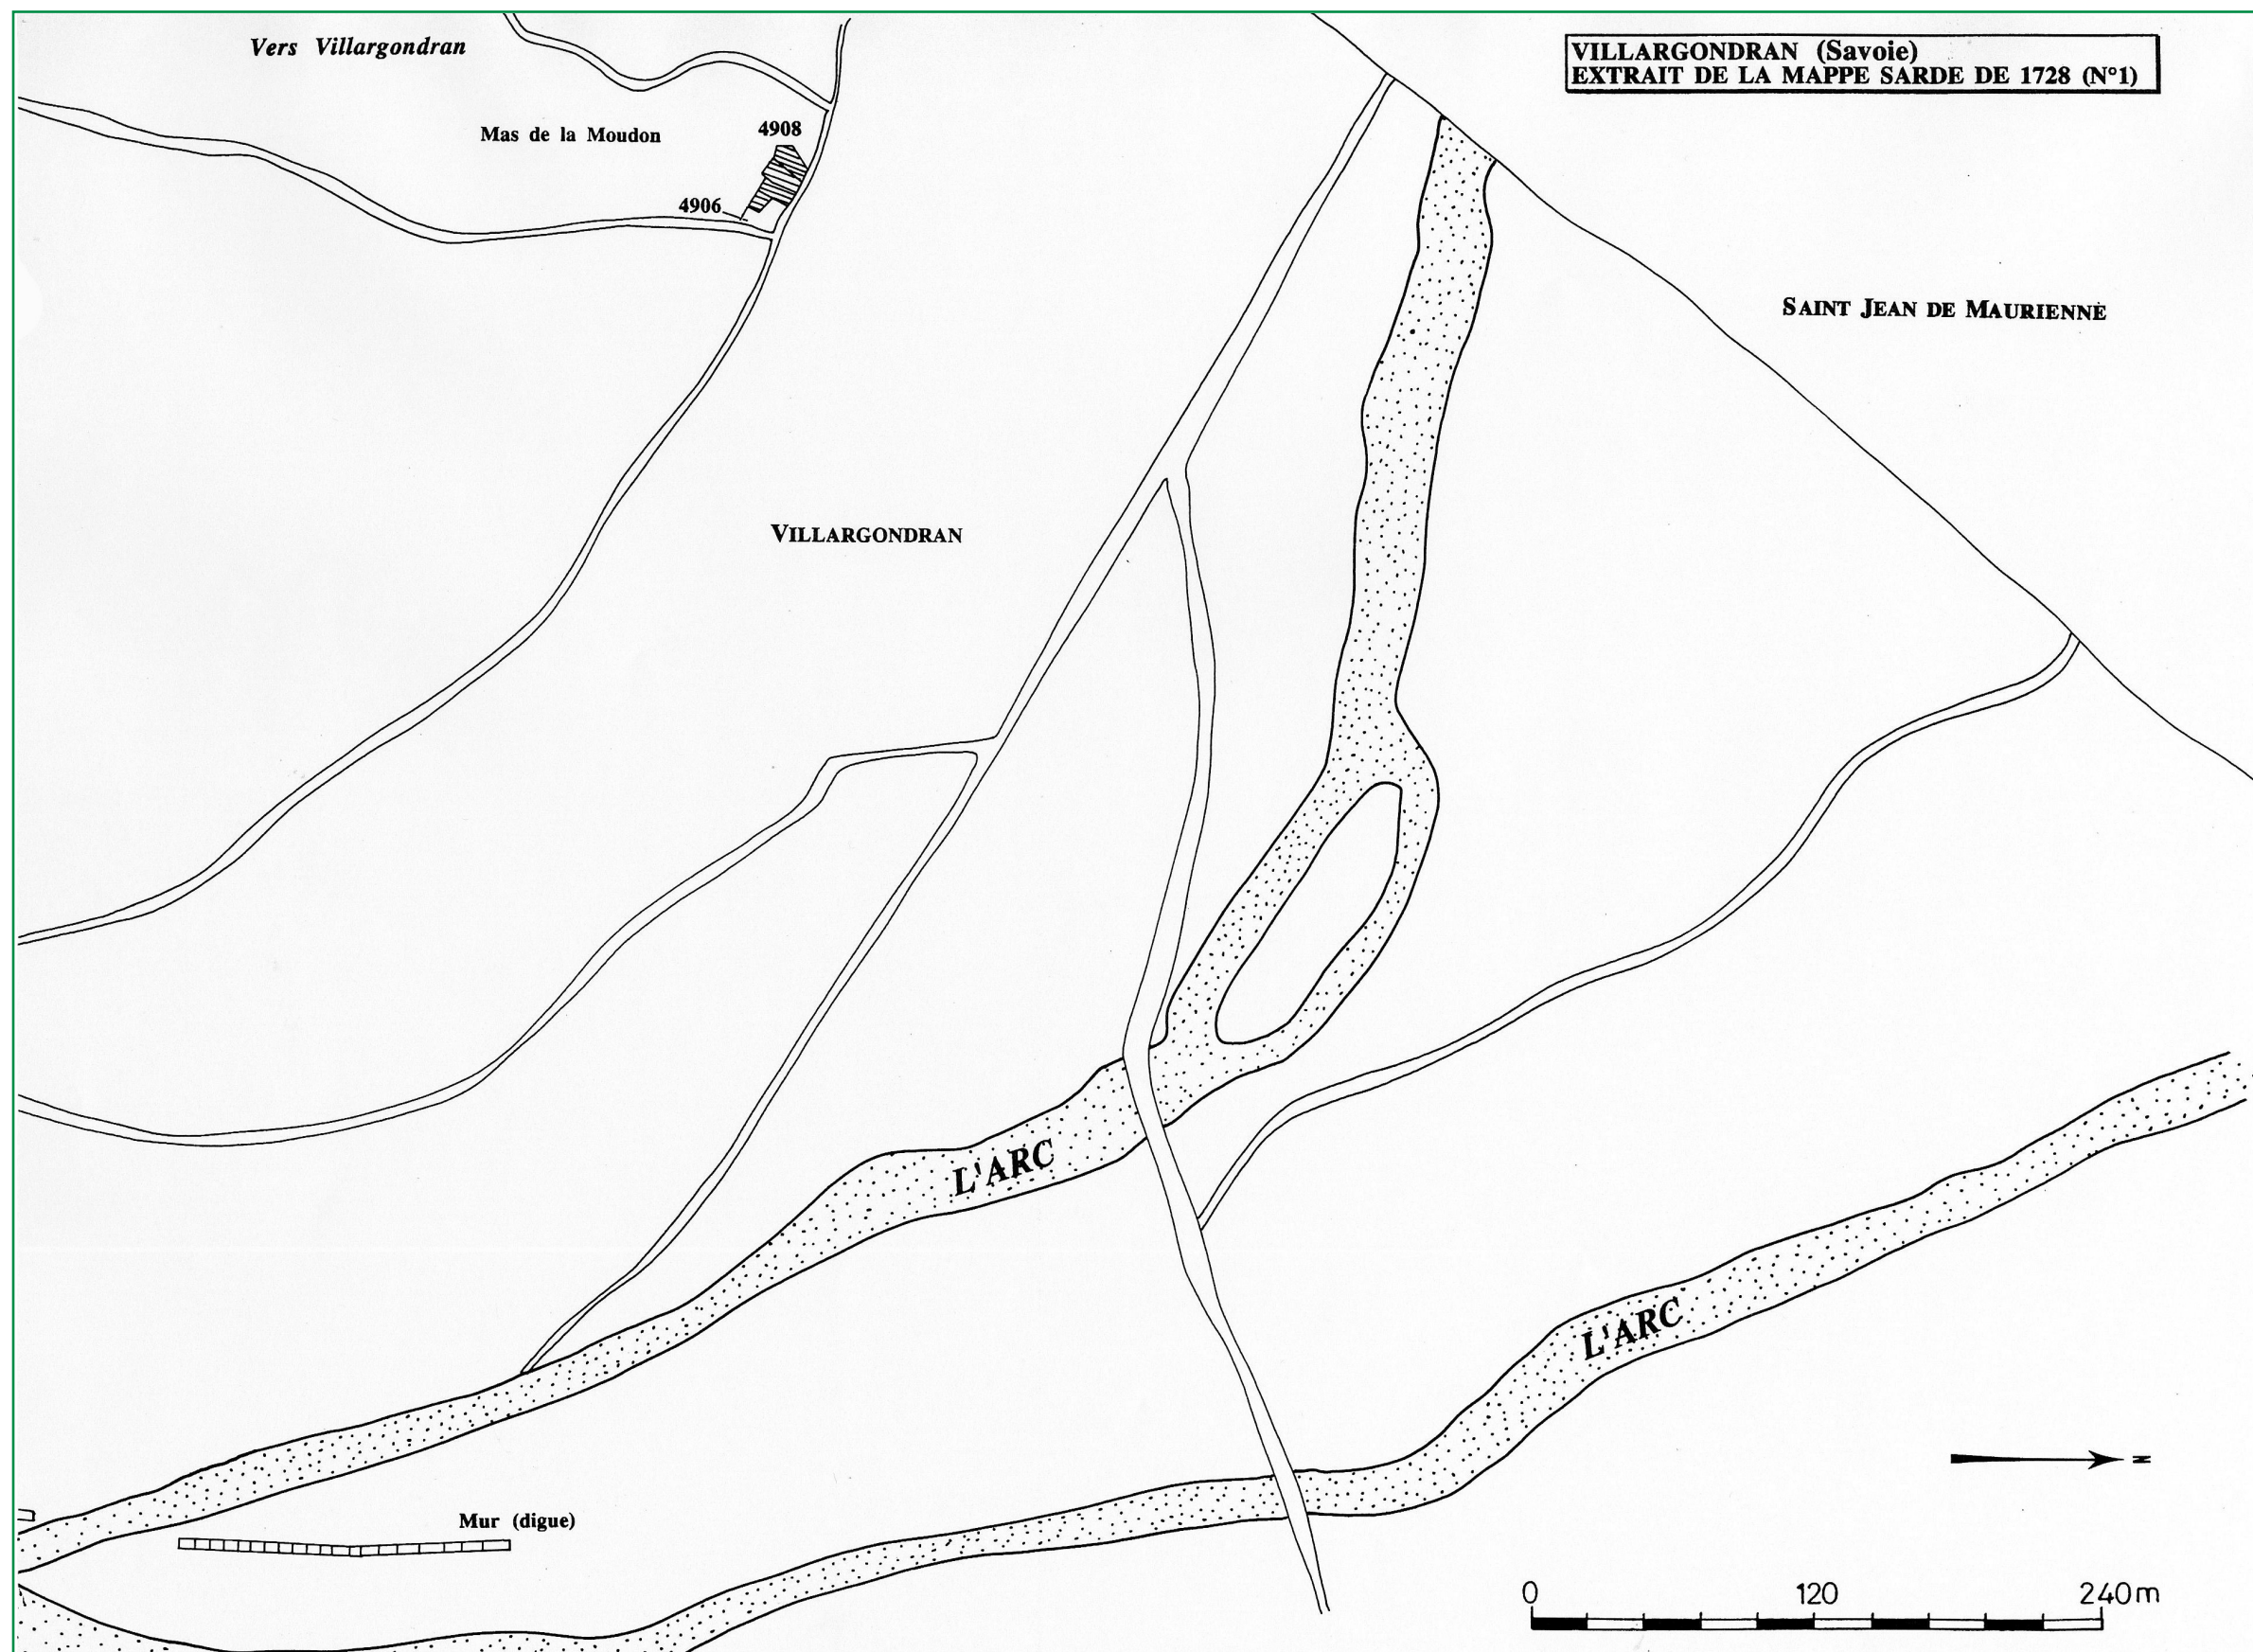 Vers Villargondran
VILLARGONDRAN (Savoie)
EXTRAIT DE LA MAPPE SARDE DE 1728 (N°1)
Mas de la Moudon
4908
4906
SAINT JEAN DE MAURIENNE
VILLARGONDRAN
L'ARC
L'ARC
N
Mur (digue)
0 120 240m